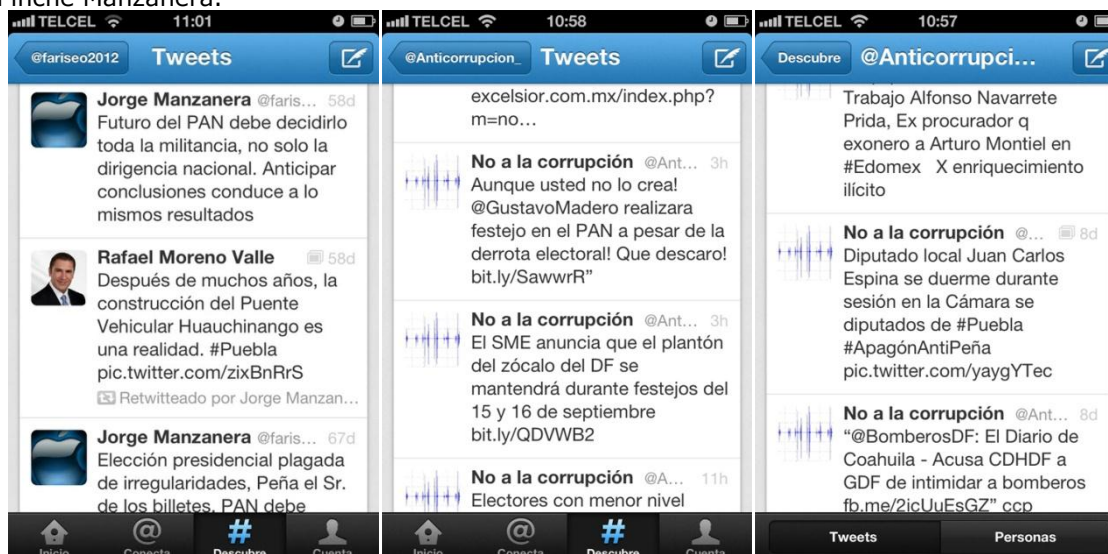 Pinche Manzanera.
TELCEL 11:01
@fariseo2012 Tweets
Jorge Manzanera @faris... 58d
Futuro del PAN debe decidirlo
toda la militancia, no solo la
dirigencia nacional. Anticipar
conclusiones conduce a lo
mismos resultados
Rafael Moreno Valle 58d
Después de muchos años, la
construcción del Puente
Vehicular Huauchinango es
una realidad. #Puebla
pic.twitter.com/zixBnRrS
Retwitteado por Jorge Manzan...
Jorge Manzanera @faris... 67d
Elección presidencial plagada
de irregularidades, Peña el Sr.
de los billetes, PAN debe
Inicio Conecta Descubre Cuenta
TELCEL 10:58
@Anticorrupcion_ Tweets
excelsior.com.mx/index.php?
m=no...
No a la corrupción @Ant... 3h
Aunque usted no lo crea!
@GustavoMadero realizara
festejo en el PAN a pesar de la
derrota electoral! Que descaro!
bit.ly/SawwrR”
No a la corrupción @Ant... 3h
El SME anuncia que el plantón
del zócalo del DF se
mantendrá durante festejos del
15 y 16 de septiembre
bit.ly/QDVWB2
No a la corrupción @A... 11h
Electores con menor nivel
Inicio Conecta Descubre Cuenta
TELCEL 10:57
Descubre @Anticorrupci...
Trabajo Alfonso Navarrete
Prida, Ex procurador q
exonero a Arturo Montiel en
#Edomex X enriquecimiento
ilícito
No a la corrupción @... 8d
Diputado local Juan Carlos
Espina se duerme durante
sesión en la Cámara se
diputados de #Puebla
#ApagónAntiPeña
pic.twitter.com/yaygYTec
No a la corrupción @Ant... 8d
“@BomberosDF: El Diario de
Coahuila - Acusa CDHDF a
GDF de intimidar a bomberos
fb.me/2icUuEsGZ” ccp
Tweets Personas